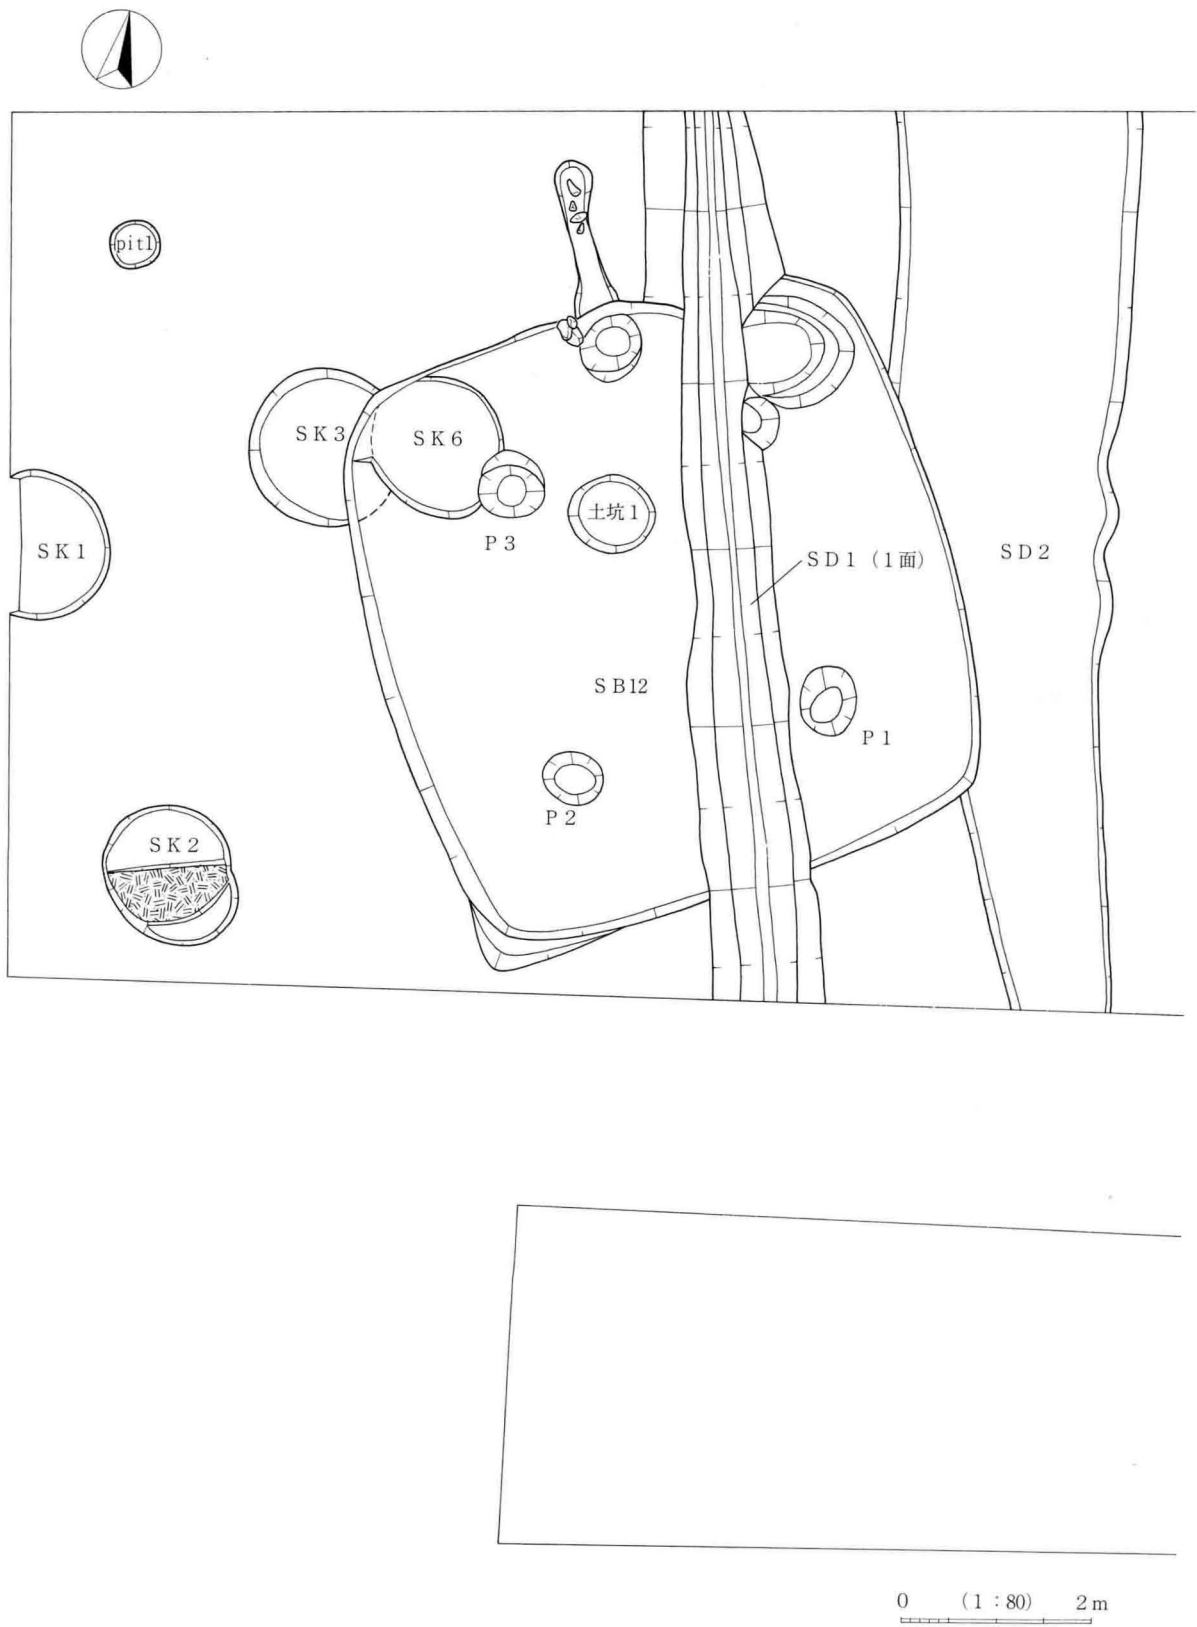 pit1
SK3
SK6
土坑1
P3
SK1
SD1（1面）
SD2
SB12
P1
P2
SK2
0 (1：80) 2m